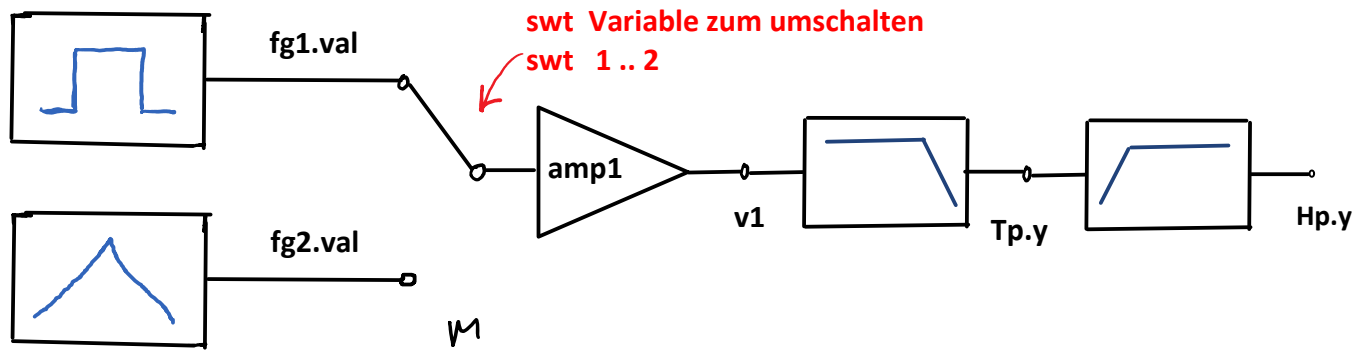 swt Variable zum umschalten
swt 1 .. 2
fg1.val
amp1
v1
Tp.y
Hp.y
fg2.val